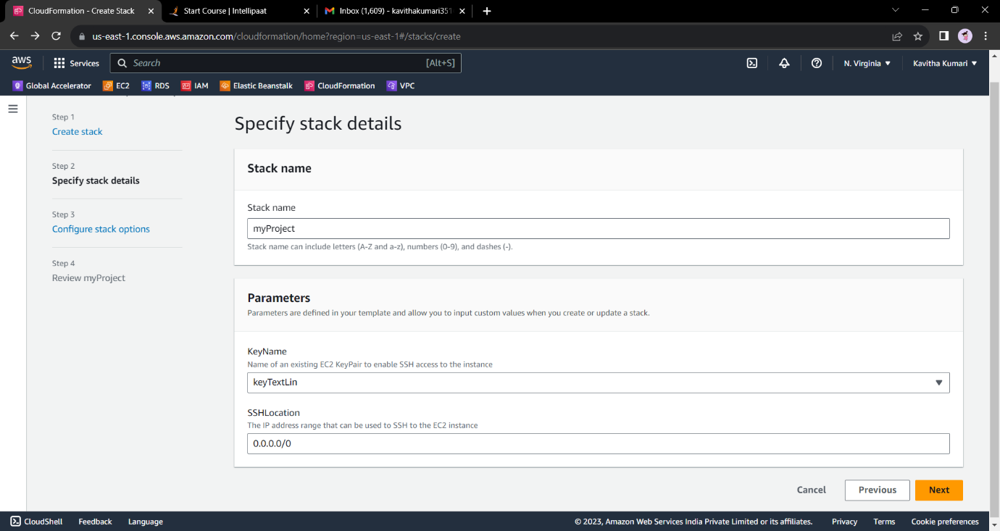 CloudFormation - Create Stack
Start Course | Intellipaat
Inbox (1,609) - kavithakumari351
us-east-1.console.aws.amazon.com/cloudformation/home?region=us-east-1#/stacks/create
aws
Services
Search
[Alt+S]
N. Virginia
Kavitha Kumari
Global Accelerator
EC2
RDS
IAM
Elastic Beanstalk
CloudFormation
VPC
Step 1
Create stack
Step 2
Specify stack details
Step 3
Configure stack options
Step 4
Review myProject
Specify stack details
Stack name
Stack name
myProject
Stack name can include letters (A-Z and a-z), numbers (0-9), and dashes (-).
Parameters
Parameters are defined in your template and allow you to input custom values when you create or update a stack.
KeyName
Name of an existing EC2 KeyPair to enable SSH access to the instance
keyTextLin
SSHLocation
The IP address range that can be used to SSH to the EC2 instance
0.0.0.0/0
Cancel
Previous
Next
CloudShell
Feedback
Language
© 2023, Amazon Web Services India Private Limited or its affiliates.
Privacy
Terms
Cookie preferences